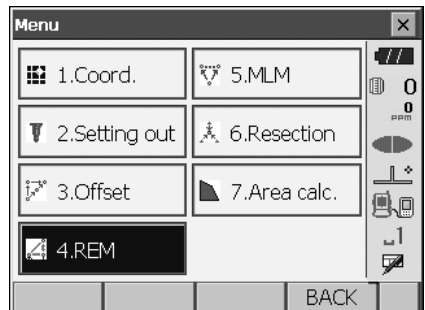 Menu
1.Coord.
5.MLM
2.Setting out
6.Resection
3.Offset
7.Area calc.
4.REM
0
0
PPM
1
BACK